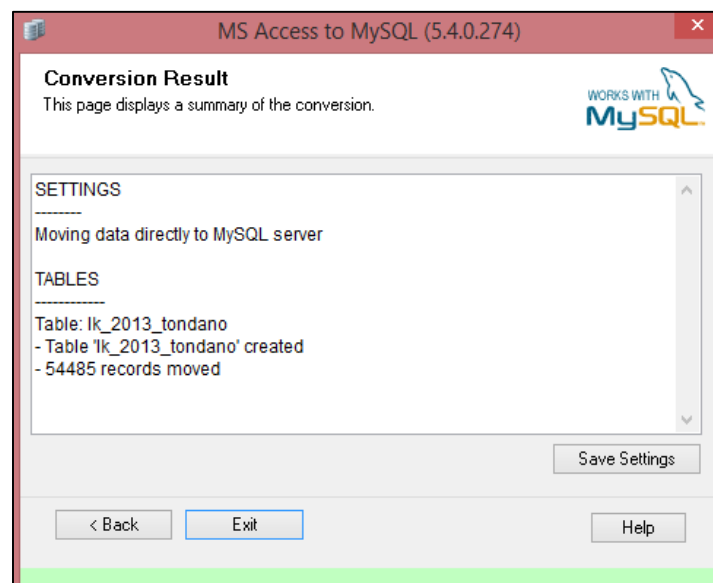 MS Access to MySQL (5.4.0.274)
Conversion Result
This page displays a summary of the conversion.
WORKS WITH
MySQL
SETTINGS
--------
Moving data directly to MySQL server
TABLES
------------
Table: lk_2013_tondano
- Table 'lk_2013_tondano' created
- 54485 records moved
Save Settings
< Back
Exit
Help